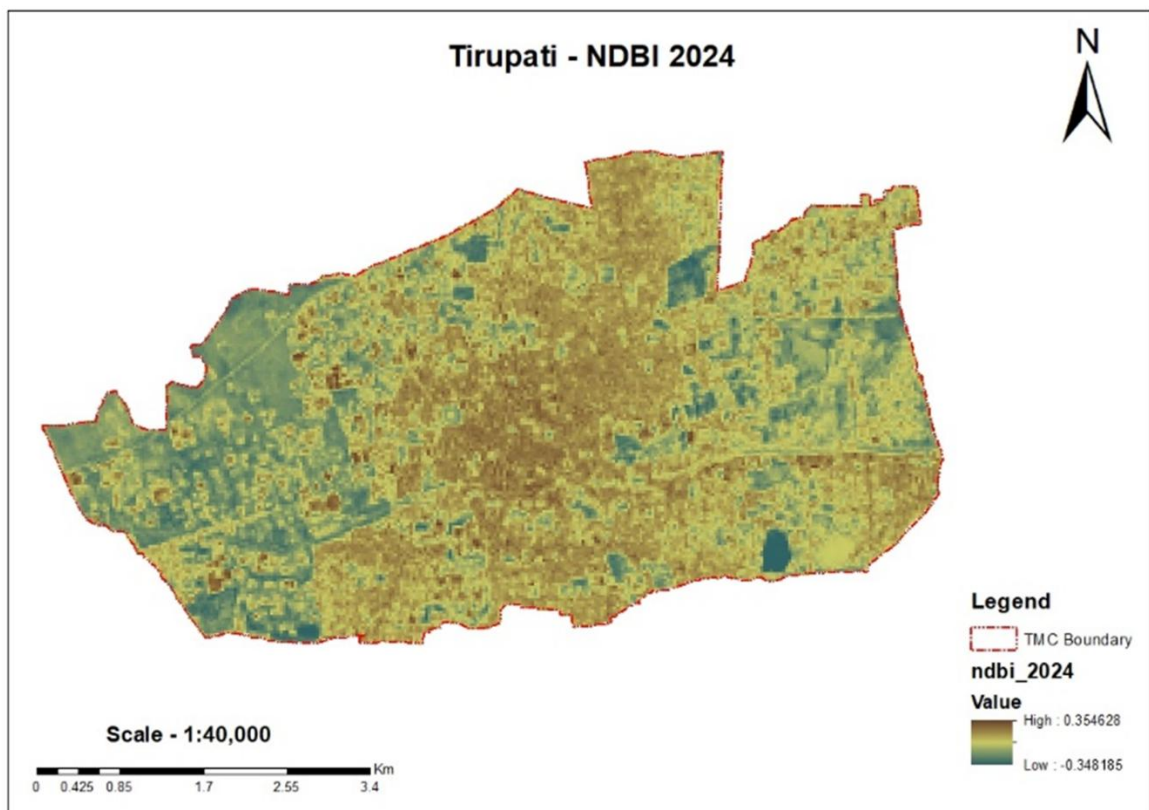 Tirupati - NDBI 2024
N
Legend
TMC Boundary
ndbi_2024
Value
High : 0.354628
Low : -0.348185
Scale - 1:40,000
Km
0 0.425 0.85 1.7 2.55 3.4